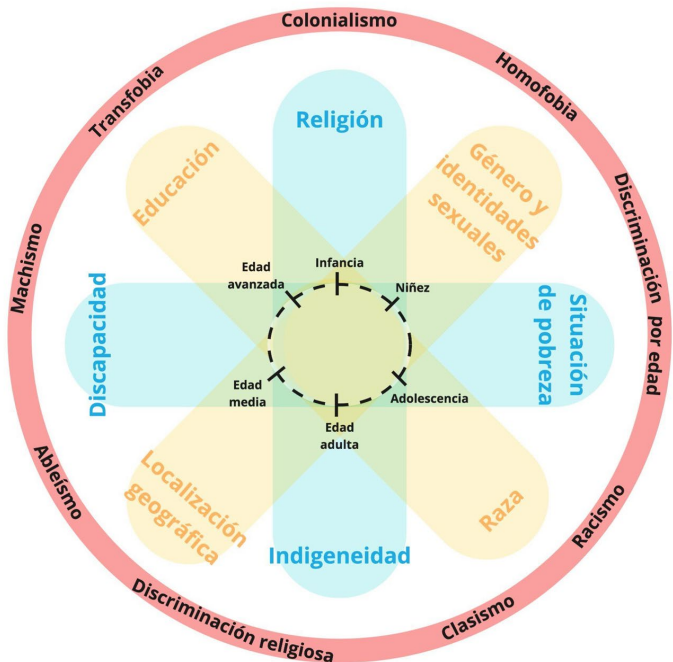 Colonialismo
Homofobia
Discriminación por edad
Racismo
Clasismo
Discriminación religiosa
Ableísmo
Machismo
Transfobia
Religión
Género y
identidades
sexuales
Situación
de pobreza
Raza
Indigeneidad
Localización
geográfica
Discapacidad
Educación
Infancia
Niñez
Adolescencia
Edad
adulta
Edad
media
Edad
avanzada